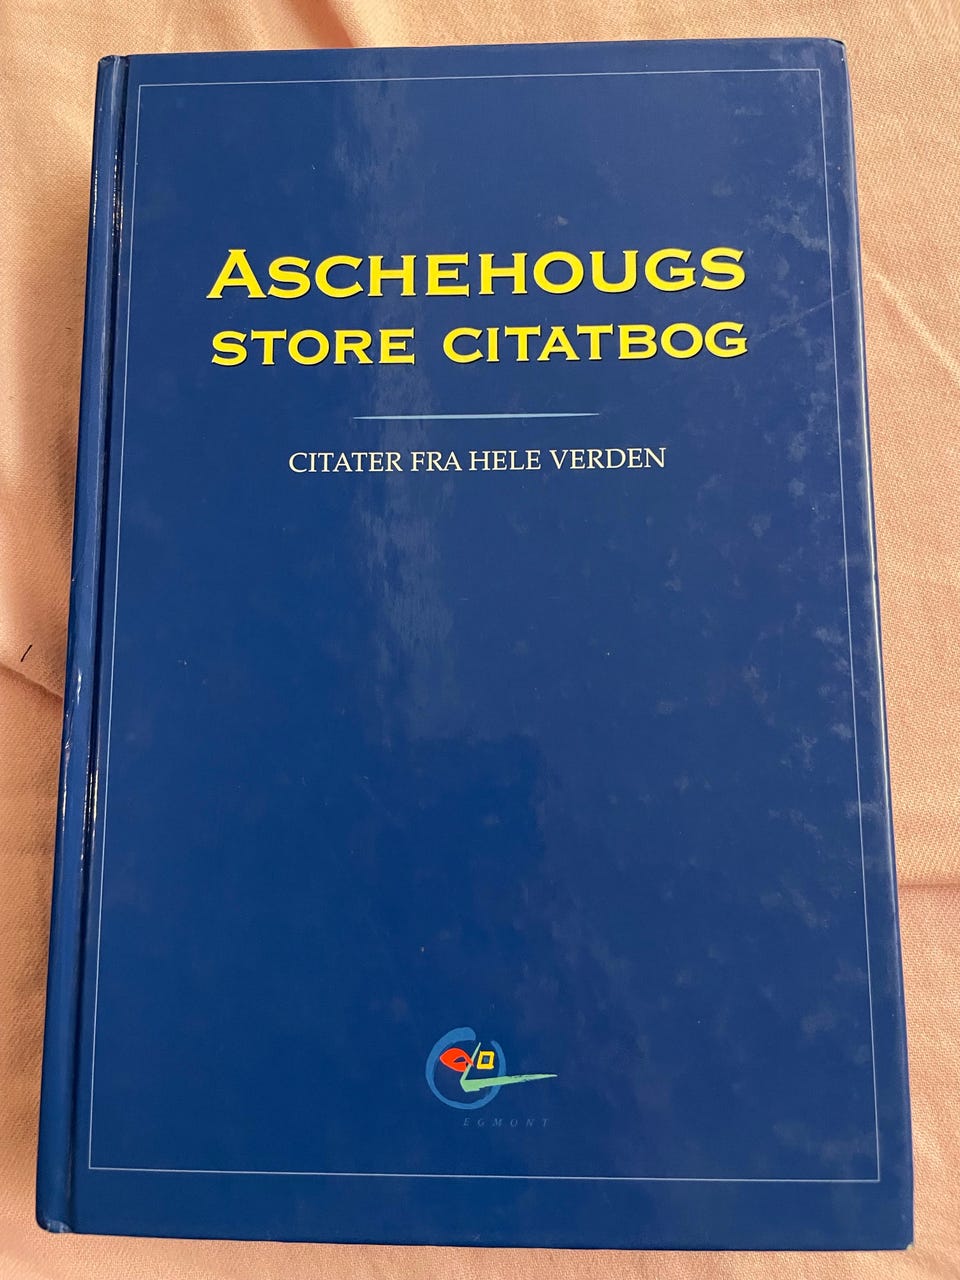 ASCHEHOUGS
STORE CITATBOG
CITATER FRA HELE VERDEN
EGMONT